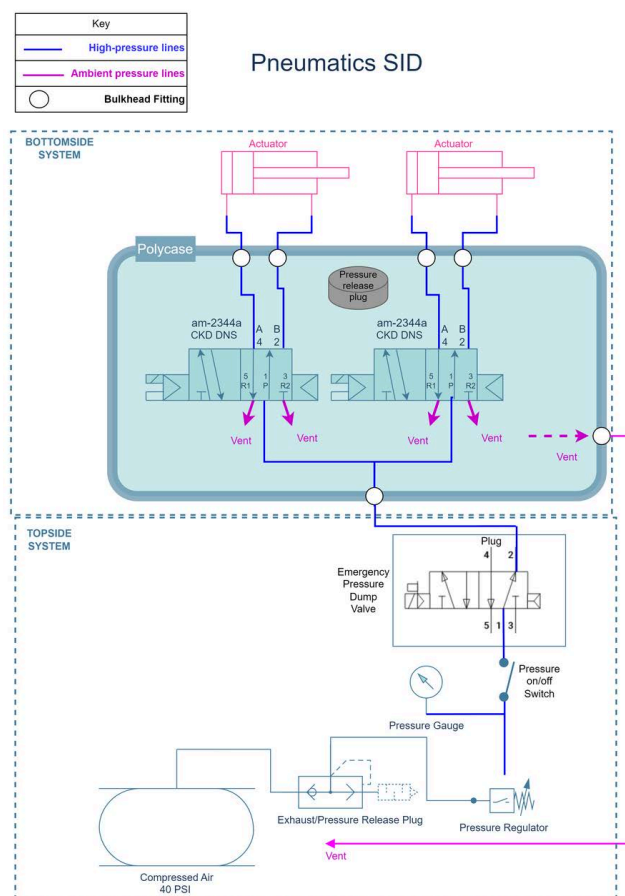 Key
High-pressure lines
Ambient pressure lines
Bulkhead Fitting
Pneumatics SID
BOTTOMSIDE
SYSTEM
Actuator
Actuator
Polycase
Pressure
release
plug
am-2344a
CKD DNS
A
4
B
2
am-2344a
CKD DNS
A
4
B
2
5
R1
1
P
3
R2
5
R1
1
P
3
R2
Vent
Vent
Vent
Vent
Vent
TOPSIDE
SYSTEM
Plug
4
2
Emergency
Pressure
Dump
Valve
5
1
3
Pressure
on/off
Switch
Pressure Gauge
Exhaust/Pressure Release Plug
Pressure Regulator
Vent
Compressed Air
40 PSI